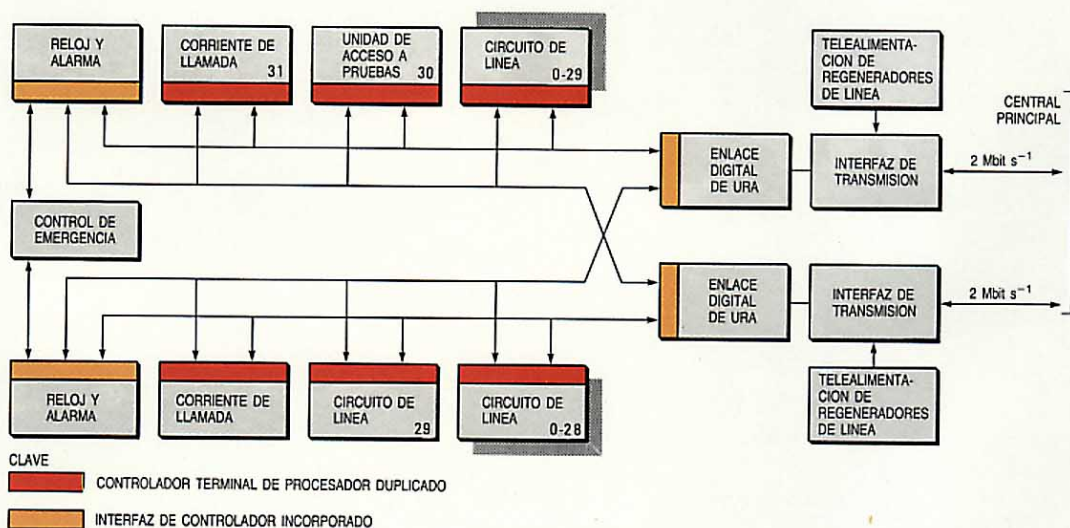 RELOJ Y
ALARMA
CORRIENTE DE
LLAMADA
31
UNIDAD DE
ACCESO A
PRUEBAS 30
CIRCUITO DE
LINEA
0-29
TELEALIMENTA-
CION DE
REGENERADORES
DE LINEA
CENTRAL
PRINCIPAL
ENLACE
DIGITAL
DE URA
INTERFAZ DE
TRANSMISION
2 Mbit s⁻¹
CONTROL DE
EMERGENCIA
ENLACE
DIGITAL
DE URA
INTERFAZ DE
TRANSMISION
2 Mbit s⁻¹
RELOJ Y
ALARMA
CORRIENTE DE
LLAMADA
CIRCUITO DE
LINEA
29
CIRCUITO DE
LINEA
0-28
TELEALIMENTA-
CION DE
REGENERADORES
DE LINEA
CLAVE
CONTROLADOR TERMINAL DE PROCESADOR DUPLICADO
INTERFAZ DE CONTROLADOR INCORPORADO